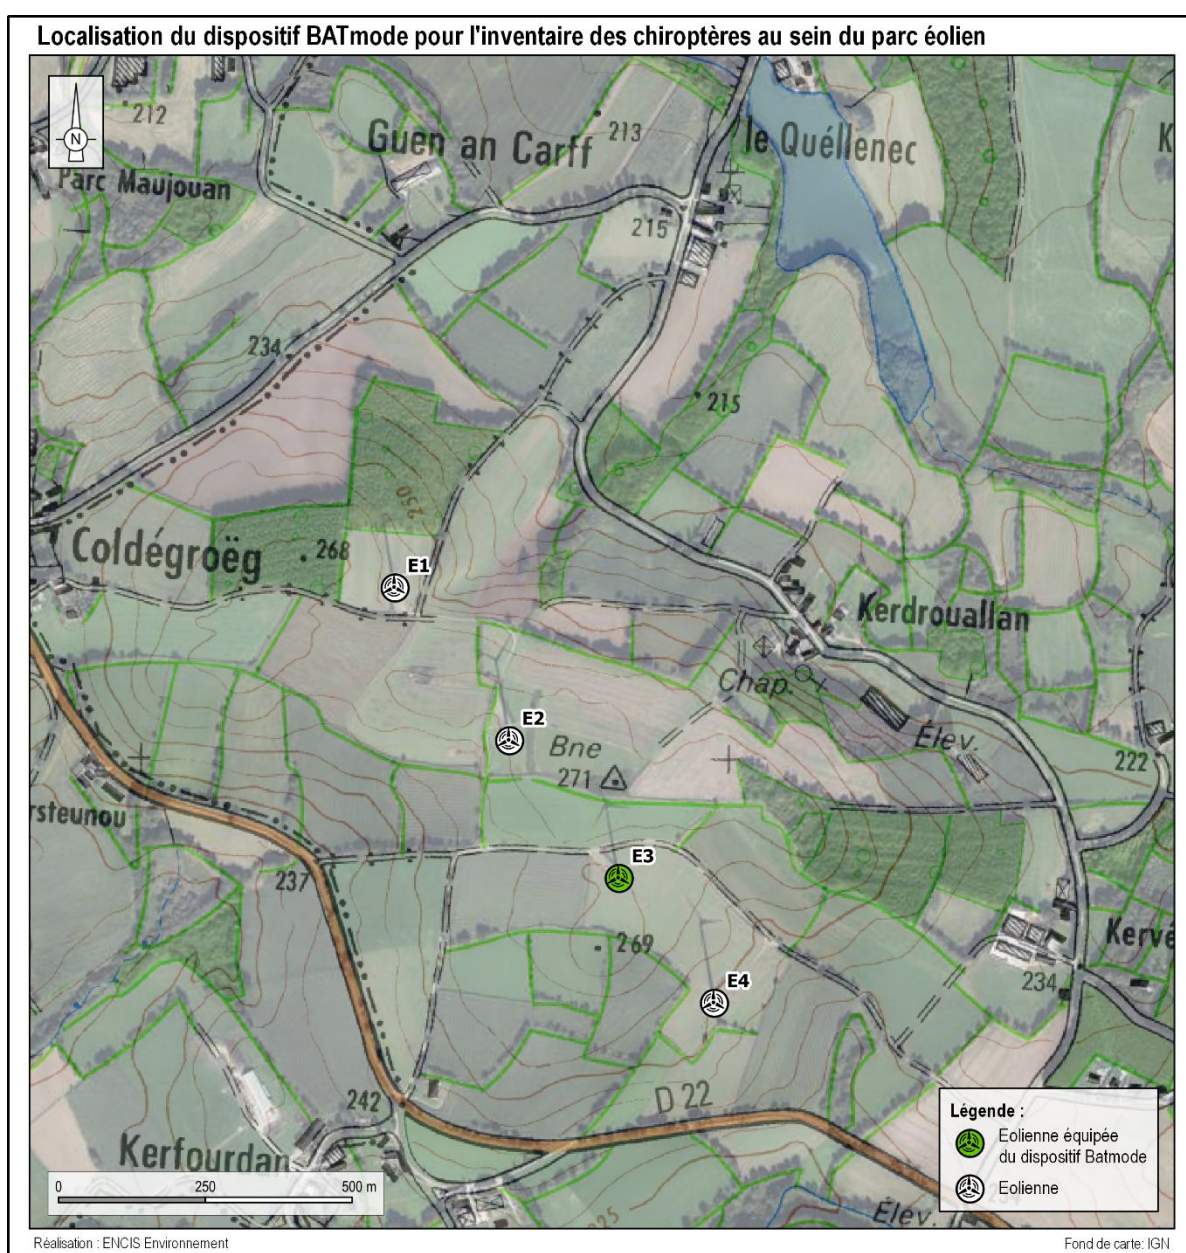 Localisation du dispositif BATmode pour l'inventaire des chiroptères au sein du parc éolien
N
212
213
Guen an Carff
le Quéllenec
K
Parc Maujouan
215
234
215
250
Coldégroëg
268
E1
Kerdrouallan
Chap.
E2
Bne
271
Élev.
222
rsteunou
E3
237
269
Kervé
E4
234
D 22
242
Kerfourdan
225
Élev.
Légende :
Eolienne équipée
du dispositif Batmode
Eolienne
0 250 500 m
Réalisation : ENCIS Environnement
Fond de carte: IGN